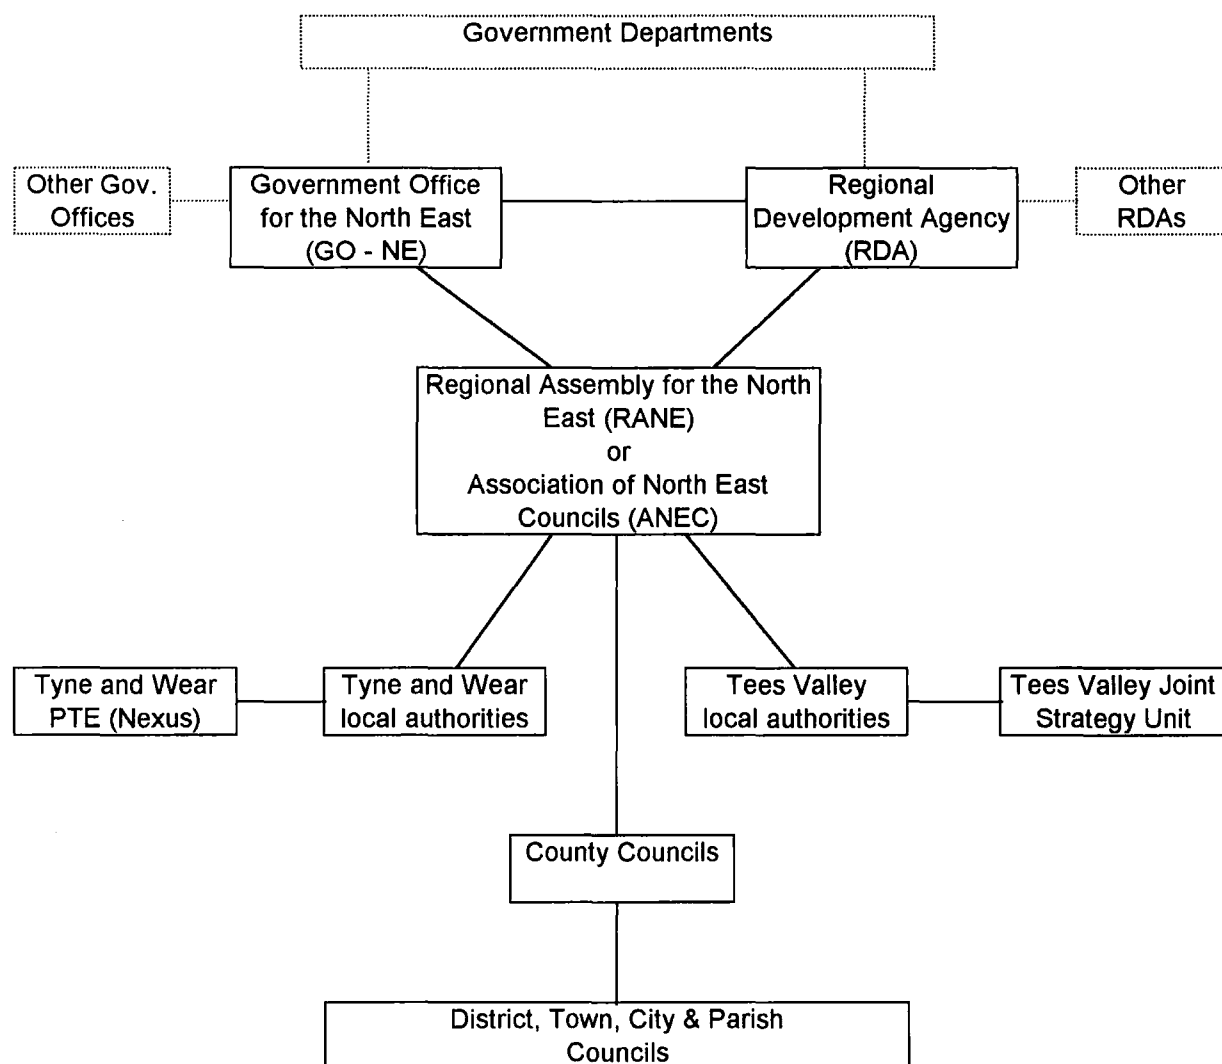 Government Departments
Other Gov.
Offices
Government Office
for the North East
(GO - NE)
Regional
Development Agency
(RDA)
Other
RDAs
Regional Assembly for the North
East (RANE)
or
Association of North East
Councils (ANEC)
Tyne and Wear
PTE (Nexus)
Tyne and Wear
local authorities
Tees Valley
local authorities
Tees Valley Joint
Strategy Unit
County Councils
District, Town, City & Parish
Councils